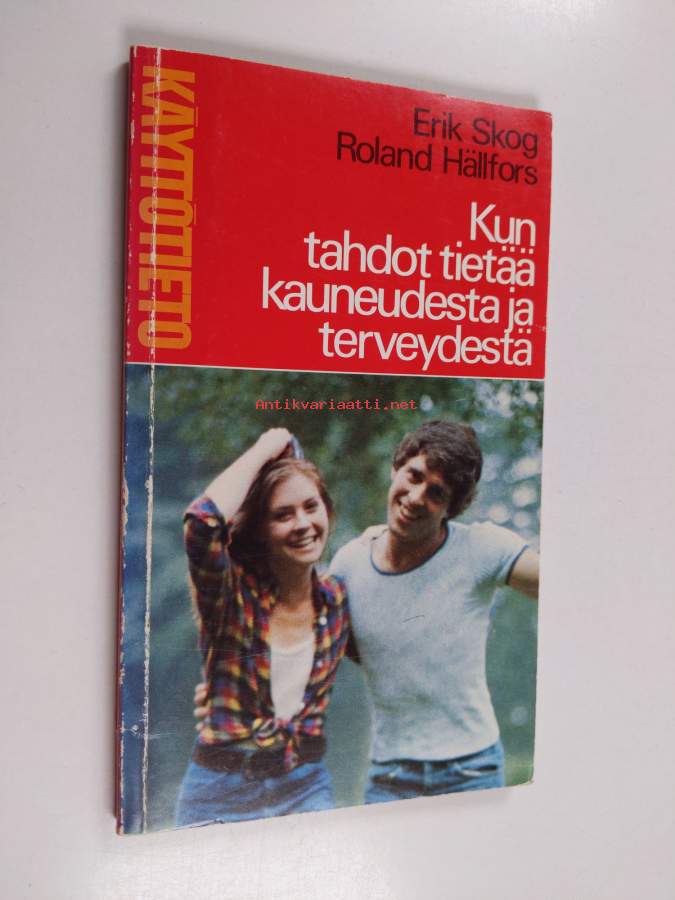 KÄYTTÖTIETO
Erik Skog
Roland Hällfors
Kun
tahdot tietää
kauneudesta ja
terveydestä
Antikvariaatti.net